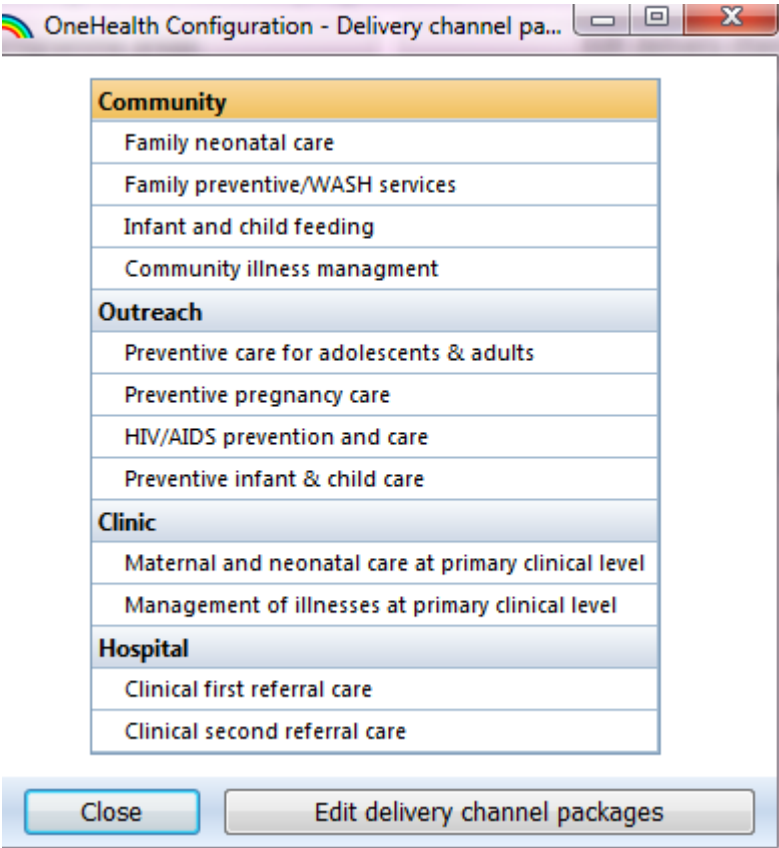 OneHealth Configuration - Delivery channel pa...
Community
Family neonatal care
Family preventive/WASH services
Infant and child feeding
Community illness managment
Outreach
Preventive care for adolescents & adults
Preventive pregnancy care
HIV/AIDS prevention and care
Preventive infant & child care
Clinic
Maternal and neonatal care at primary clinical level
Management of illnesses at primary clinical level
Hospital
Clinical first referral care
Clinical second referral care
Close
Edit delivery channel packages